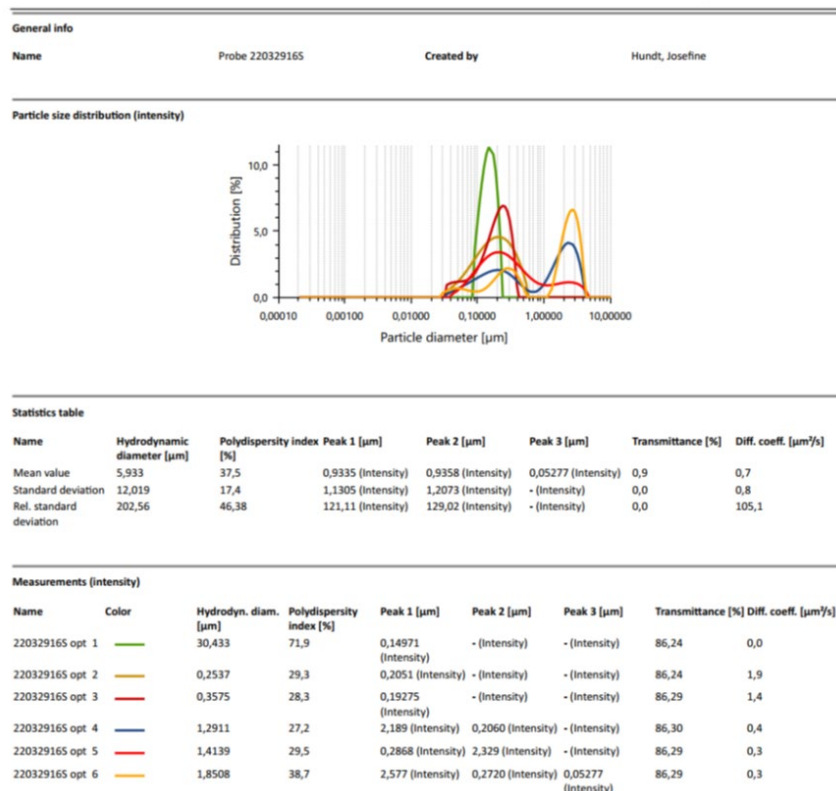 General info
Name Probe 22032916S Created by Hundt, Josefine
Particle size distribution (intensity)
10,0
5,0
0,0
Distribution [%]
0,00010 0,00100 0,01000 0,10000 1,00000 10,00000
Particle diameter [µm]
Statistics table
Name Hydrodynamic diameter [µm] Polydispersity index [%] Peak 1 [µm] Peak 2 [µm] Peak 3 [µm] Transmittance [%] Diff. coeff. [µm²/s]
Mean value 5,933 37,5 0,9335 (Intensity) 0,9358 (Intensity) 0,05277 (Intensity) 0,9 0,7
Standard deviation 12,019 17,4 1,1305 (Intensity) 1,2073 (Intensity) - (Intensity) 0,0 0,8
Rel. standard deviation 202,56 46,38 121,11 (Intensity) 129,02 (Intensity) - (Intensity) 0,0 105,1
Measurements (intensity)
Name Color Hydrodyn. diam. [µm] Polydispersity index [%] Peak 1 [µm] Peak 2 [µm] Peak 3 [µm] Transmittance [%] Diff. coeff. [µm²/s]
22032916S opt 1 30,433 71,9 0,14971 (Intensity) - (Intensity) - (Intensity) 86,24 0,0
22032916S opt 2 0,2537 29,3 0,2051 (Intensity) - (Intensity) - (Intensity) 86,24 1,9
22032916S opt 3 0,3575 28,3 0,19275 (Intensity) - (Intensity) - (Intensity) 86,29 1,4
22032916S opt 4 1,2911 27,2 2,189 (Intensity) 0,2060 (Intensity) - (Intensity) 86,30 0,4
22032916S opt 5 1,4139 29,5 0,2868 (Intensity) 2,329 (Intensity) - (Intensity) 86,29 0,3
22032916S opt 6 1,8508 38,7 2,577 (Intensity) 0,2720 (Intensity) 0,05277 (Intensity) 86,29 0,3